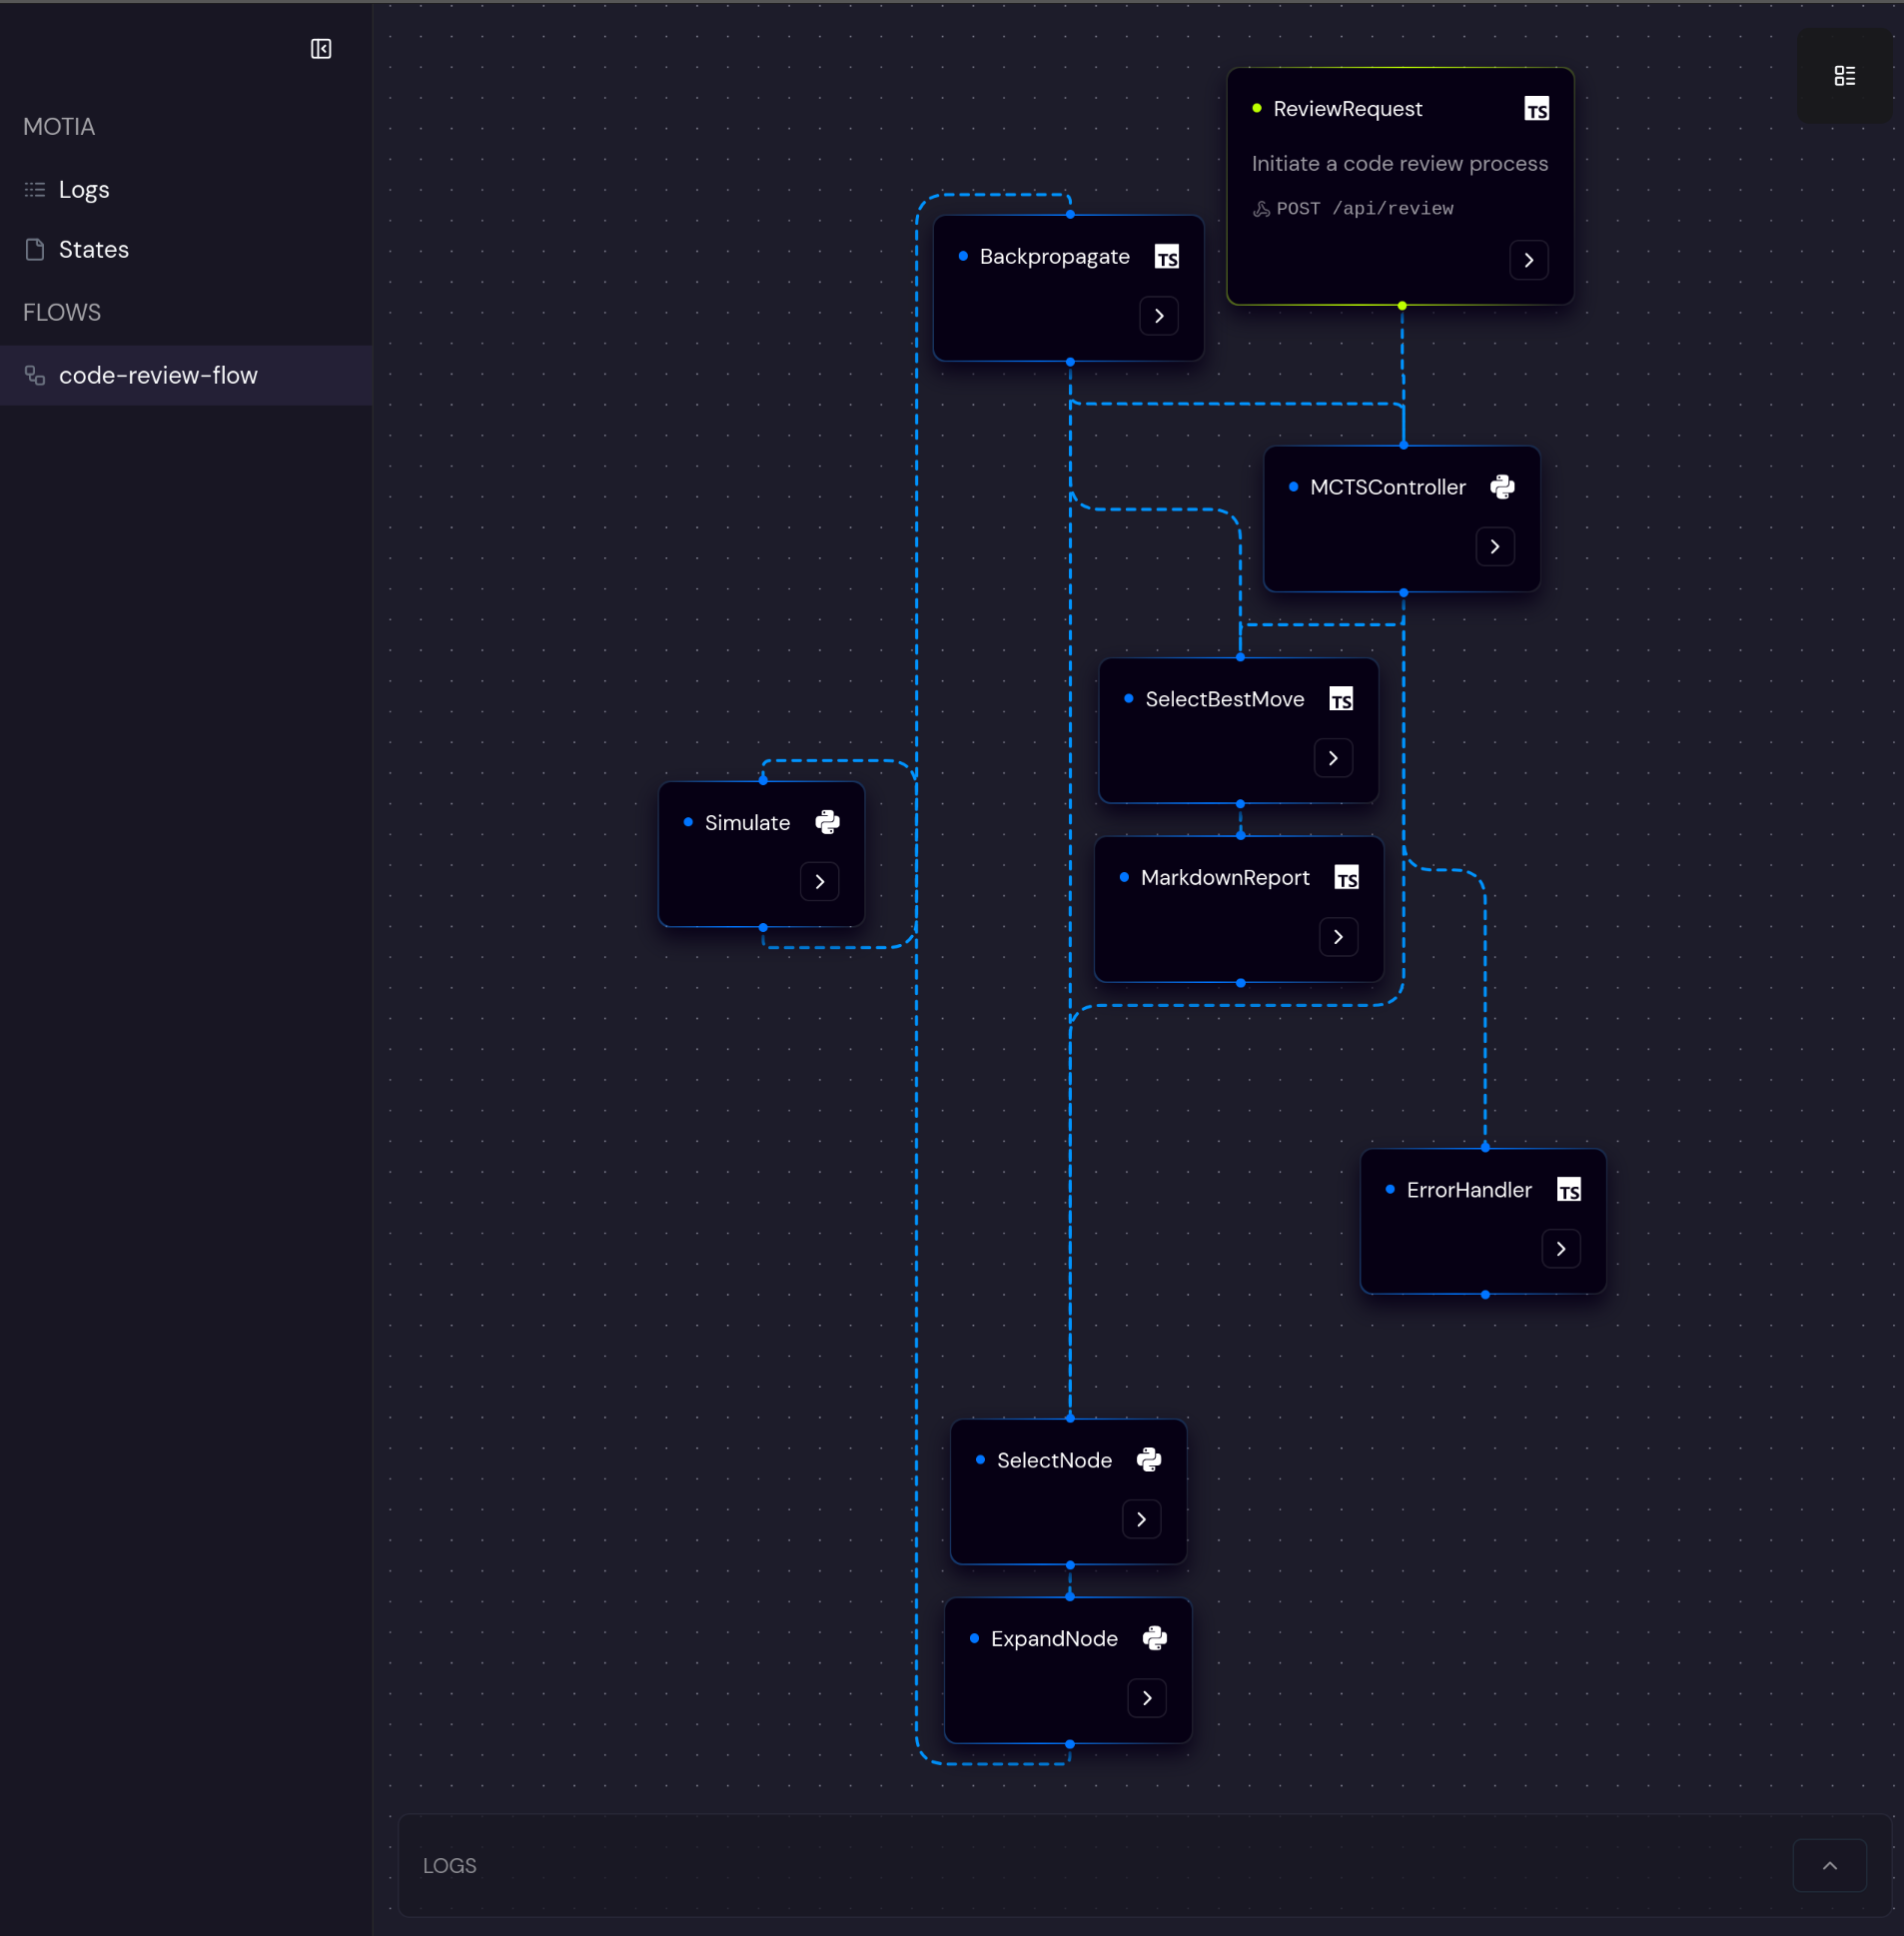 MOTIA
Logs
States
FLOWS
code-review-flow
ReviewRequest
TS
Initiate a code review process
POST /api/review
Backpropagate
TS
MCTSController
SelectBestMove
TS
Simulate
MarkdownReport
TS
ErrorHandler
TS
SelectNode
ExpandNode
LOGS